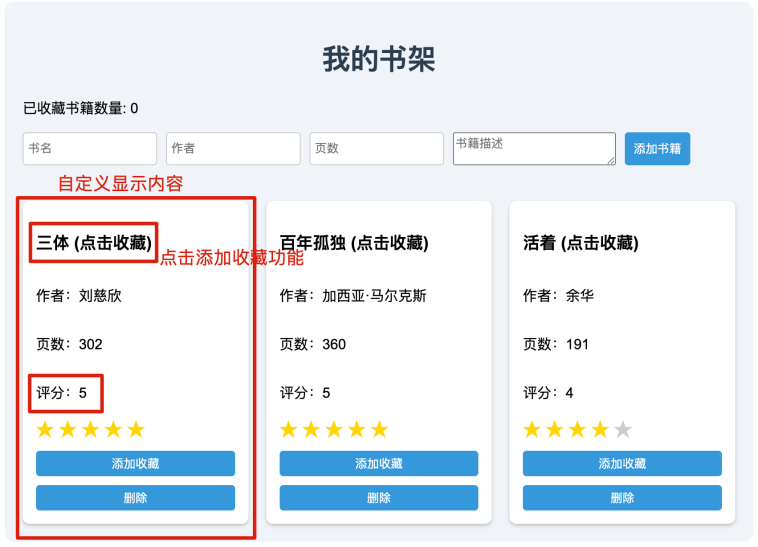 我的书架
已收藏书籍数量: 0
书名
作者
页数
书籍描述
添加书籍
自定义显示内容
三体 (点击收藏)
点击添加收藏功能
作者：刘慈欣
页数：302
评分：5
添加收藏
删除
百年孤独 (点击收藏)
作者：加西亚·马尔克斯
页数：360
评分：5
添加收藏
删除
活着 (点击收藏)
作者：余华
页数：191
评分：4
添加收藏
删除